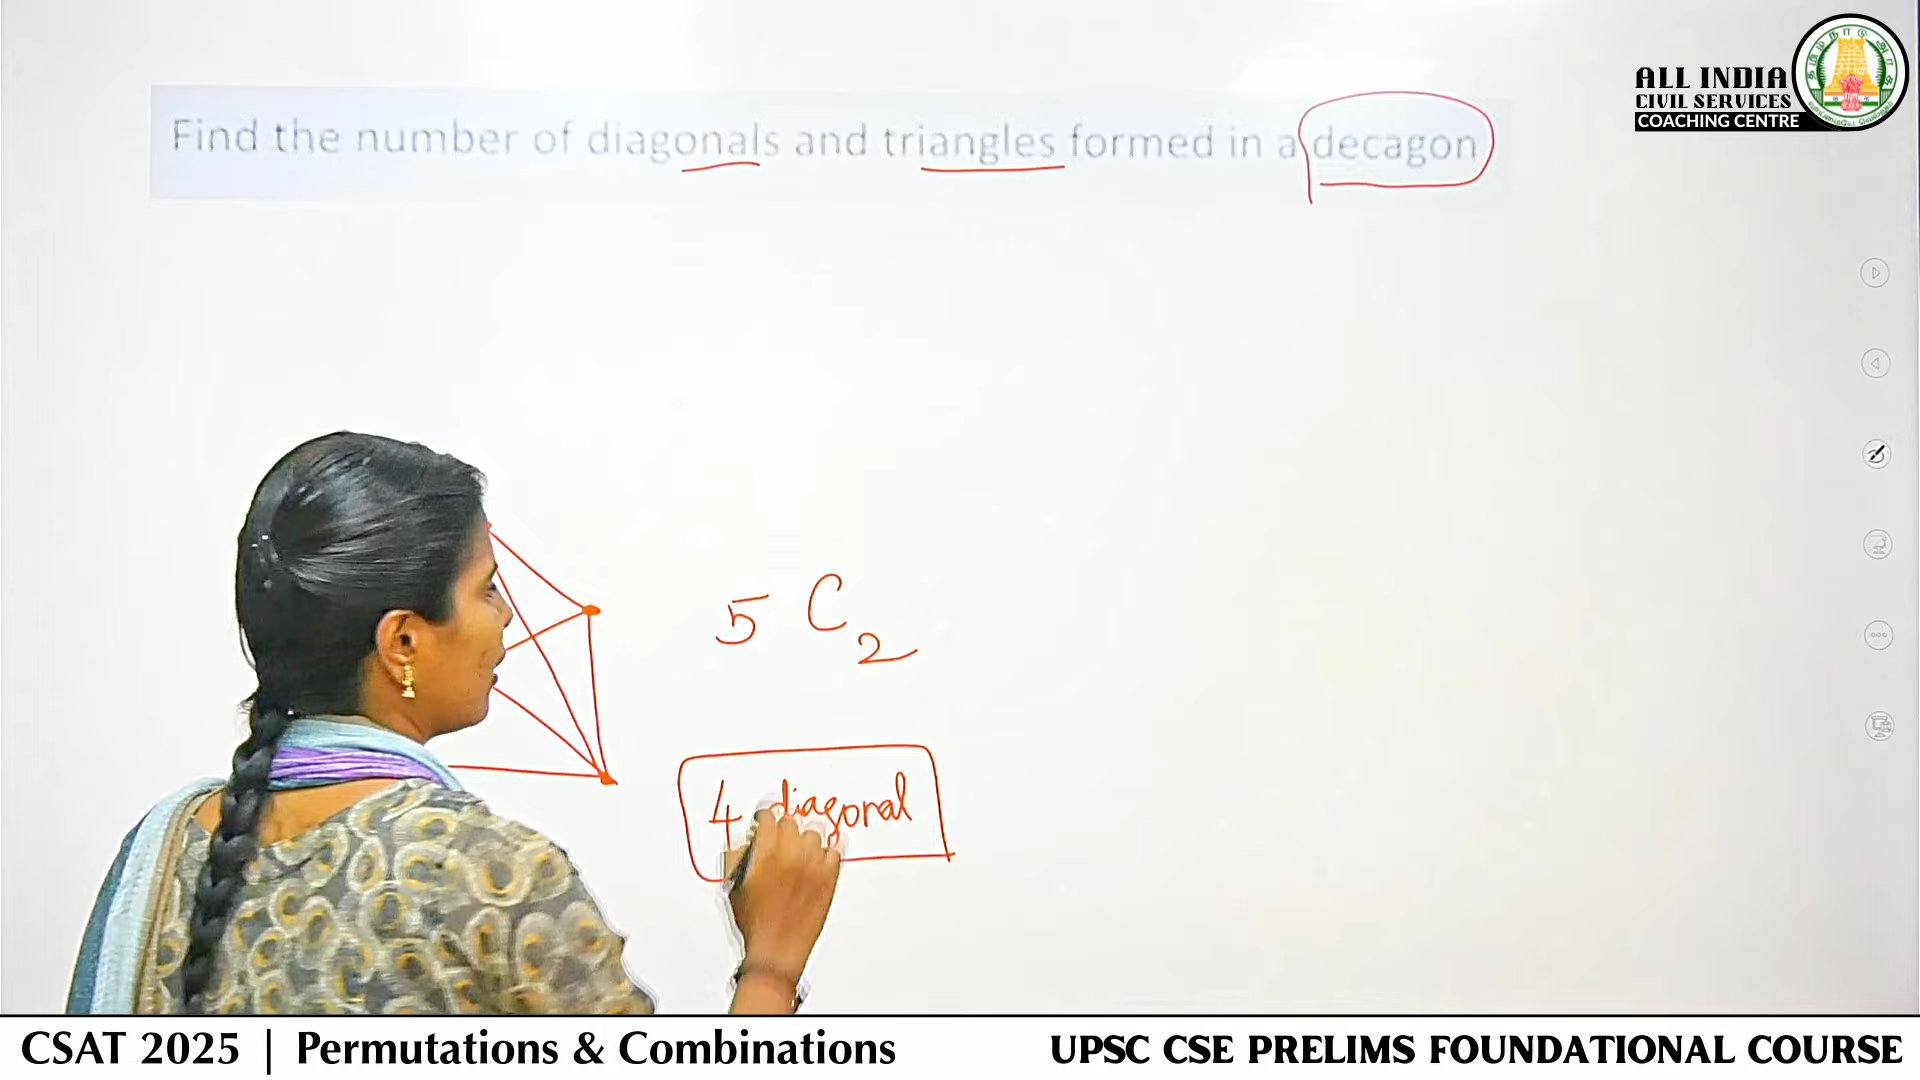 ALL INDIA
CIVIL SERVICES
COACHING CENTRE
Find the number of diagonals and triangles formed in a decagon
5 C 2
4 diagonal
CSAT 2025 | Permutations & Combinations
UPSC CSE PRELIMS FOUNDATIONAL COURSE